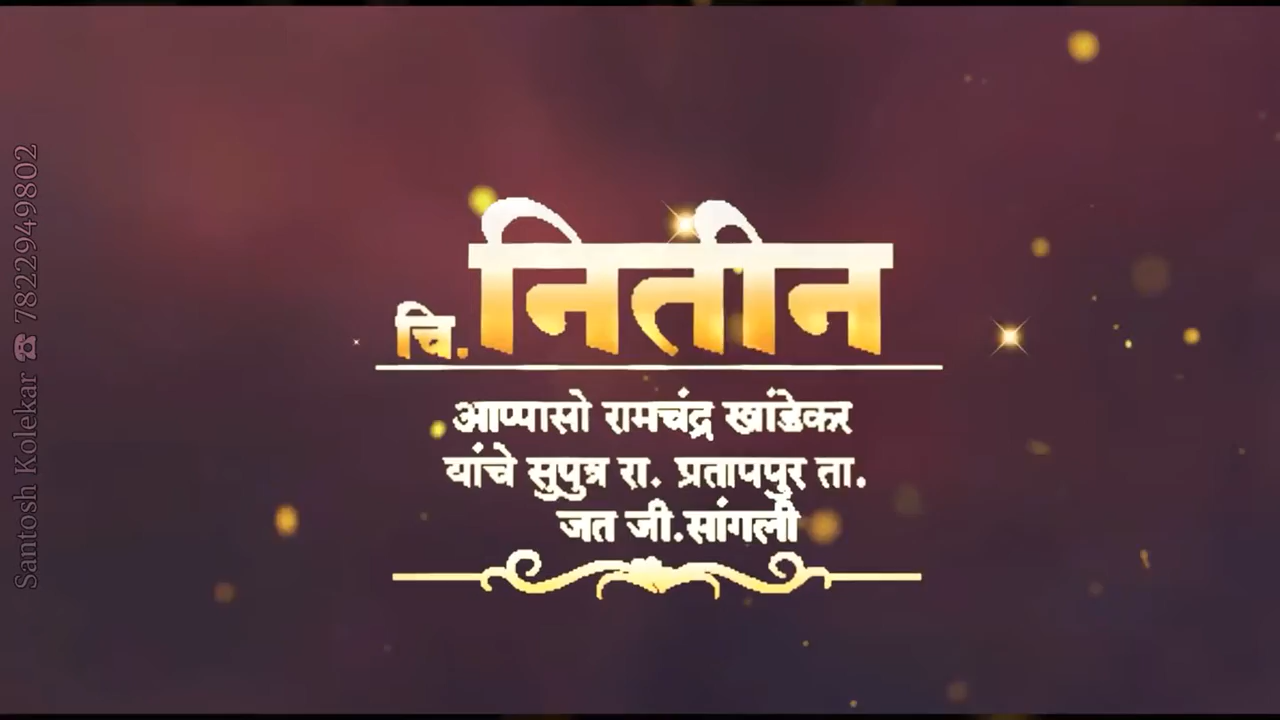 चि. नितीन
आप्पासो रामचंद्र खांडेकर
यांचे सुपुत्र रा. प्रतापपुर ता.
जत जी.सांगली
Santosh Kolekar ☎ 7822949802